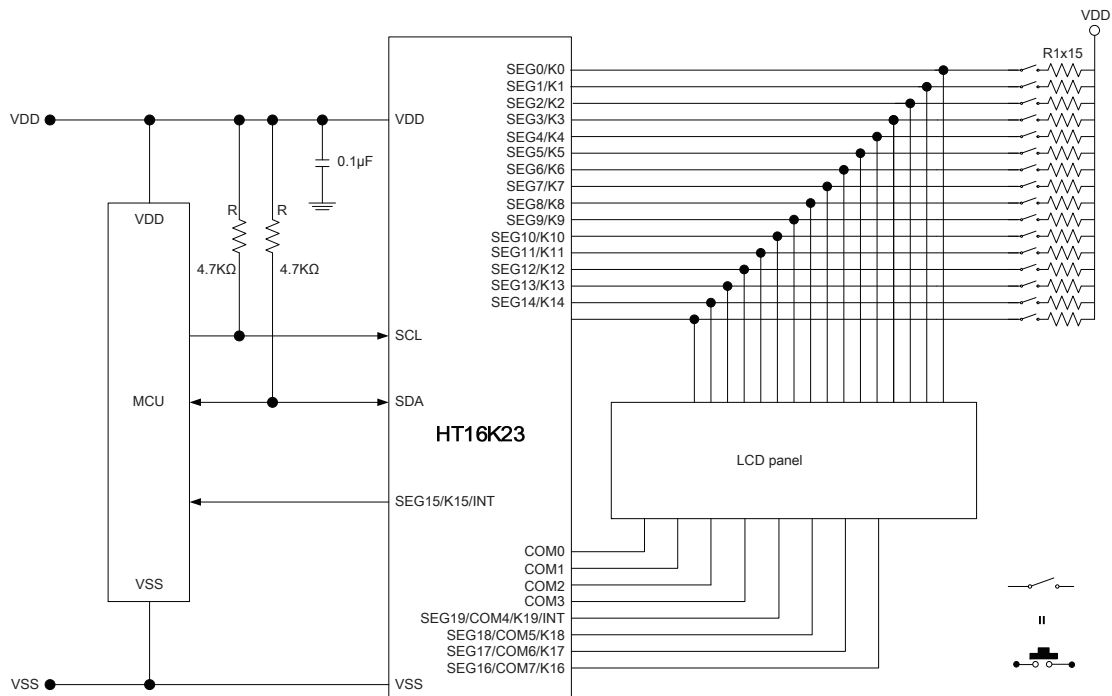 VDD
R1x15
SEG0/K0
SEG1/K1
SEG2/K2
SEG3/K3
SEG4/K4
SEG5/K5
SEG6/K6
SEG7/K7
SEG8/K8
SEG9/K9
SEG10/K10
SEG11/K11
SEG12/K12
SEG13/K13
SEG14/K14
VDD
VDD
0.1µF
VDD
R
R
4.7KΩ
4.7KΩ
SCL
MCU
SDA
HT16K23
LCD panel
SEG15/K15/INT
COM0
COM1
COM2
COM3
SEG19/COM4/K19/INT
SEG18/COM5/K18
SEG17/COM6/K17
SEG16/COM7/K16
VSS
=
VSS
VSS